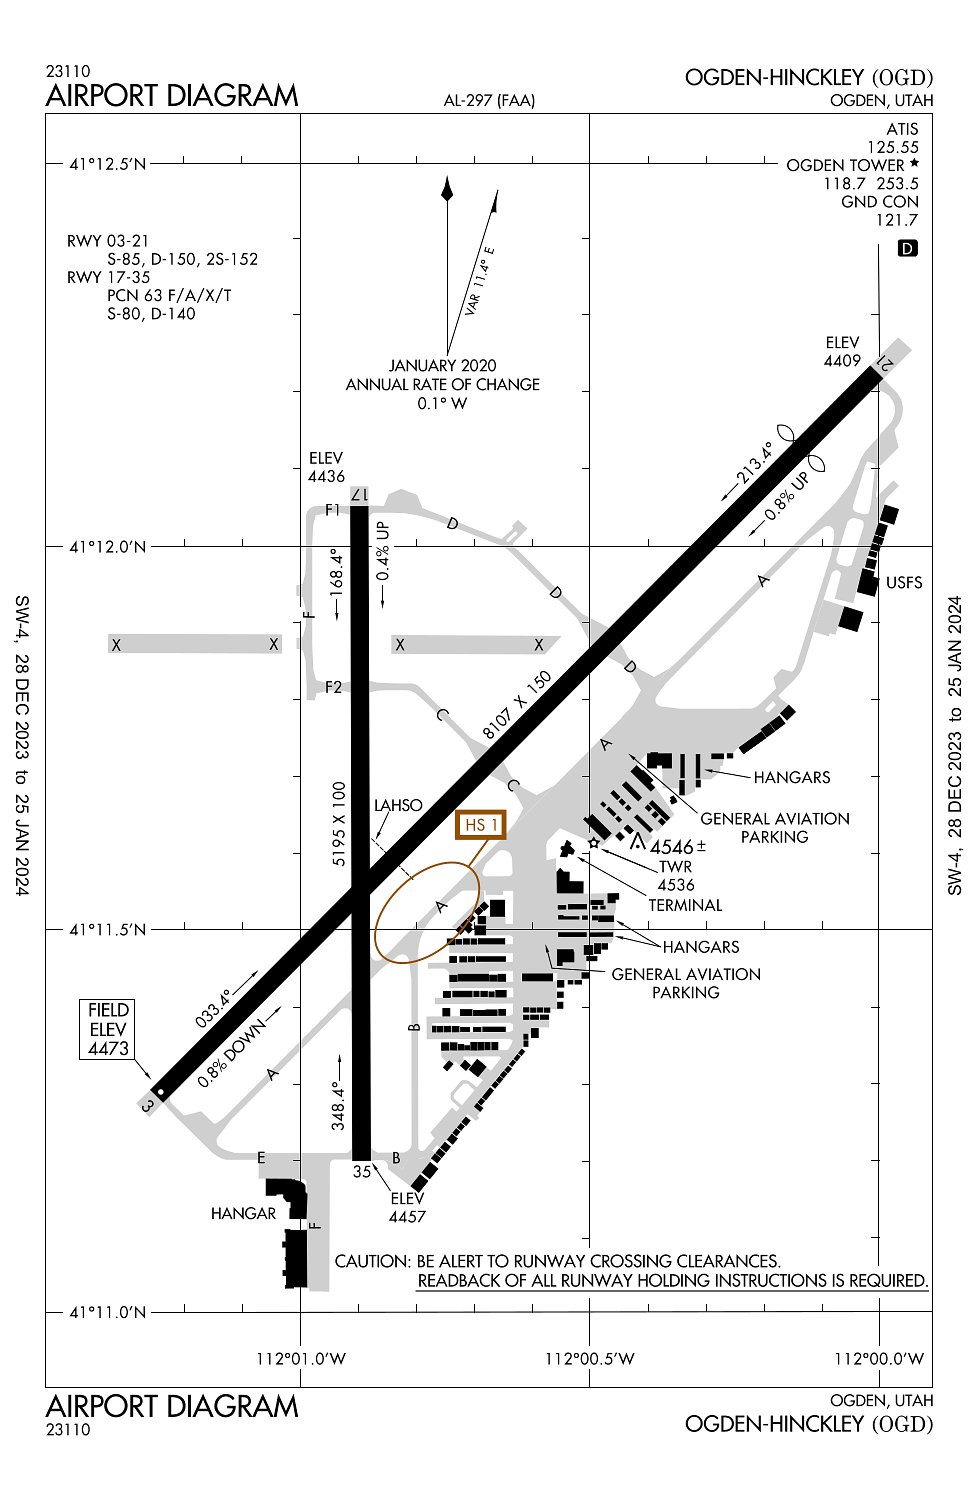 23110
AIRPORT DIAGRAM
AL-297 (FAA)
OGDEN-HINCKLEY (OGD)
OGDEN, UTAH
ATIS
125.55
OGDEN TOWER ★
118.7 253.5
GND CON
121.7
D
41°12.5'N
RWY 03-21
S-85, D-150, 2S-152
RWY 17-35
PCN 63 F/A/X/T
S-80, D-140
VAR 11.4° E
JANUARY 2020
ANNUAL RATE OF CHANGE
0.1° W
ELEV
4409
21
ELEV
4436
17
F1
D
213.4°
0.8% UP
168.4°
0.4% UP
41°12.0'N
A
D
USFS
F
X
X
X
X
D
F2
C
8107 X 150
A
HANGARS
C
5195 X 100
LAHSO
HS 1
GENERAL AVIATION
PARKING
4546 ±
TWR
4536
TERMINAL
A
41°11.5'N
HANGARS
GENERAL AVIATION
PARKING
033.4°
0.8% DOWN
FIELD
ELEV
4473
B
A
348.4°
3
E
35
B
ELEV
4457
HANGAR
F
CAUTION: BE ALERT TO RUNWAY CROSSING CLEARANCES.
READBACK OF ALL RUNWAY HOLDING INSTRUCTIONS IS REQUIRED.
41°11.0'N
112°01.0'W
112°00.5'W
112°00.0'W
SW-4, 28 DEC 2023 to 25 JAN 2024
SW-4, 28 DEC 2023 to 25 JAN 2024
AIRPORT DIAGRAM
23110
OGDEN, UTAH
OGDEN-HINCKLEY (OGD)